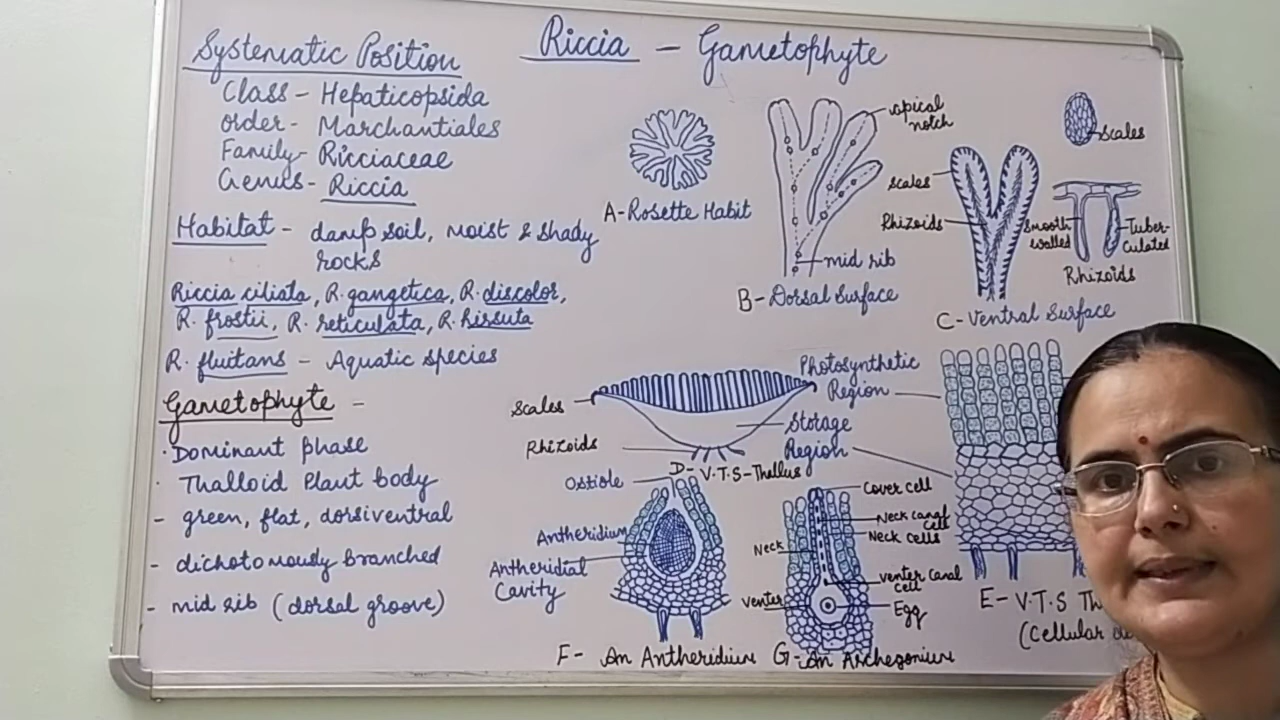 Riccia - Gametophyte
Systematic Position
Class - Hepaticopsida
Order - Marchantiales
Family - Ricciaceae
Genus - Riccia
Habitat - damp soil, moist & shady
rocks
Riccia ciliata, R. gangetica, R. discolor,
R. frostii, R. reticulata, R. hirsuta
R. fluitans - Aquatic species
Gametophyte -
· Dominant phase
· Thalloid Plant body
- green, flat, dorsiventral
- dichotomously branched
- mid rib (dorsal groove)
A - Rosette Habit
apical
notch
mid rib
B - Dorsal Surface
scales
Rhizoids
C - Ventral Surface
Scales
Smooth
walled
Tuber-
culated
Rhizoids
Scales
Rhizoids
Photosynthetic
Region
Storage
Region
D - V.T.S - Thallus
Ostiole
Antheridium
Antheridial
Cavity
F - An Antheridium
Cover cell
Neck canal
cell
Neck cells
Neck
venter canal
cell
venter
Egg
G - An Archegonium
E - V.T.S Th
(Cellular